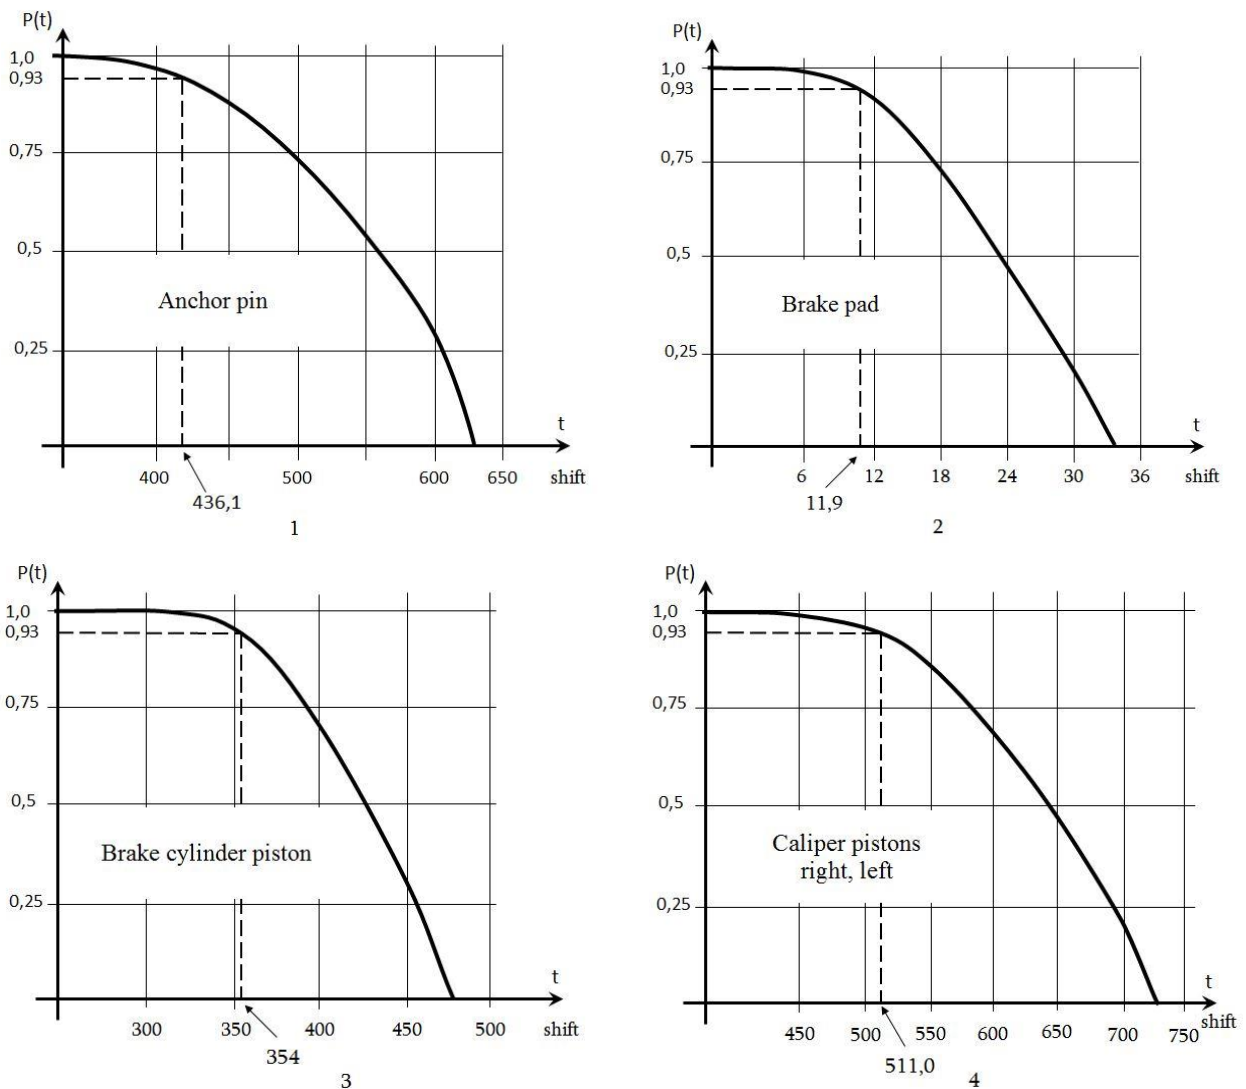 P(t)
1,0
0,93
0,75
0,5
0,25
Anchor pin
t
400 500 600 650 shift
436,1
1
P(t)
1,0
0,93
0,75
0,5
0,25
Brake pad
t
6 12 18 24 30 36 shift
11,9
2
P(t)
1,0
0,93
0,75
0,5
0,25
Brake cylinder piston
t
300 350 400 450 500 shift
354
3
P(t)
1,0
0,93
0,75
0,5
0,25
Caliper pistons
right, left
t
450 500 550 600 650 700 750 shift
511,0
4